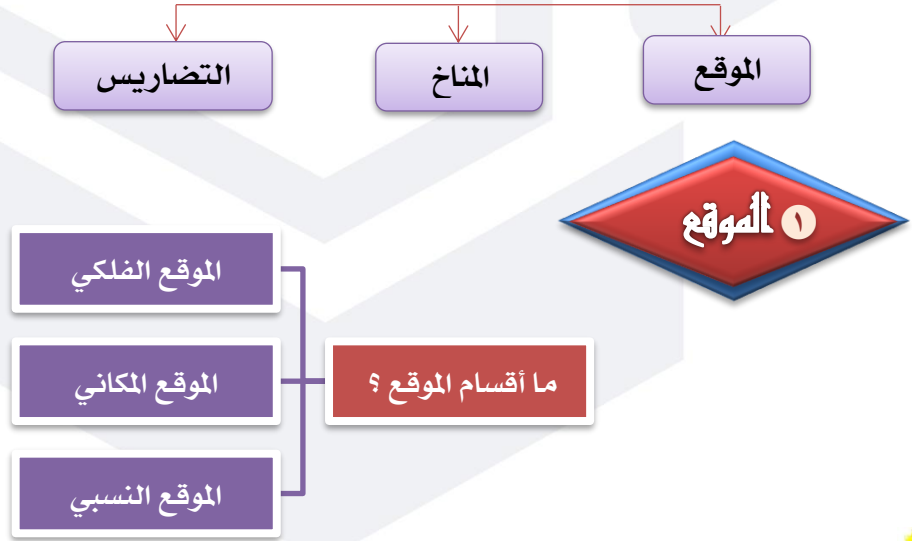 الموقع
المناخ
التضاريس
١ الموقع
ما أقسام الموقع ؟
الموقع الفلكي
الموقع المكاني
الموقع النسبي